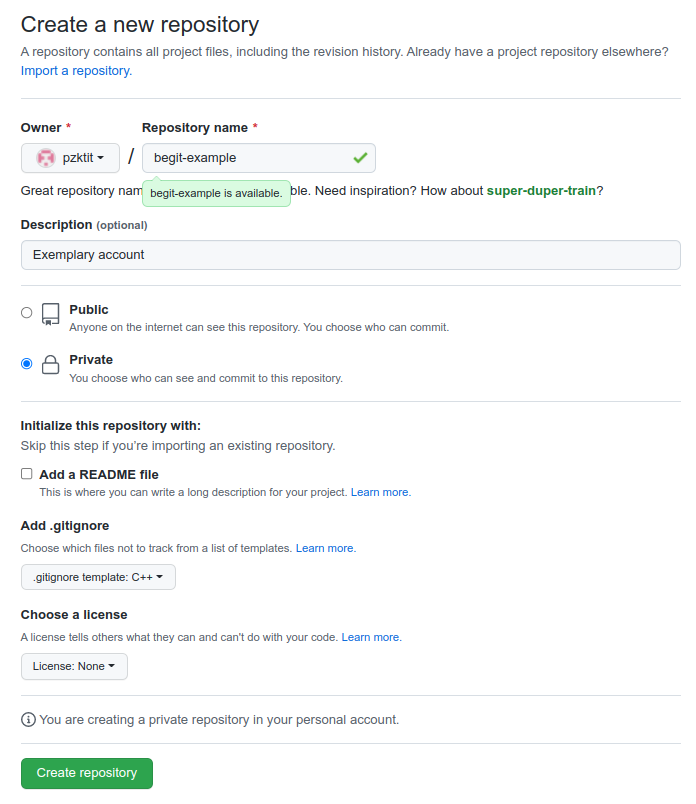 Create a new repository
A repository contains all project files, including the revision history. Already have a project repository elsewhere?
Import a repository.
Owner * Repository name *
pzktit / begit-example
Great repository nam ble. Need inspiration? How about super-duper-train?
begit-example is available.
Description (optional)
Exemplary account
Public
Anyone on the internet can see this repository. You choose who can commit.
Private
You choose who can see and commit to this repository.
Initialize this repository with:
Skip this step if you're importing an existing repository.
Add a README file
This is where you can write a long description for your project. Learn more.
Add .gitignore
Choose which files not to track from a list of templates. Learn more.
.gitignore template: C++
Choose a license
A license tells others what they can and can't do with your code. Learn more.
License: None
You are creating a private repository in your personal account.
Create repository